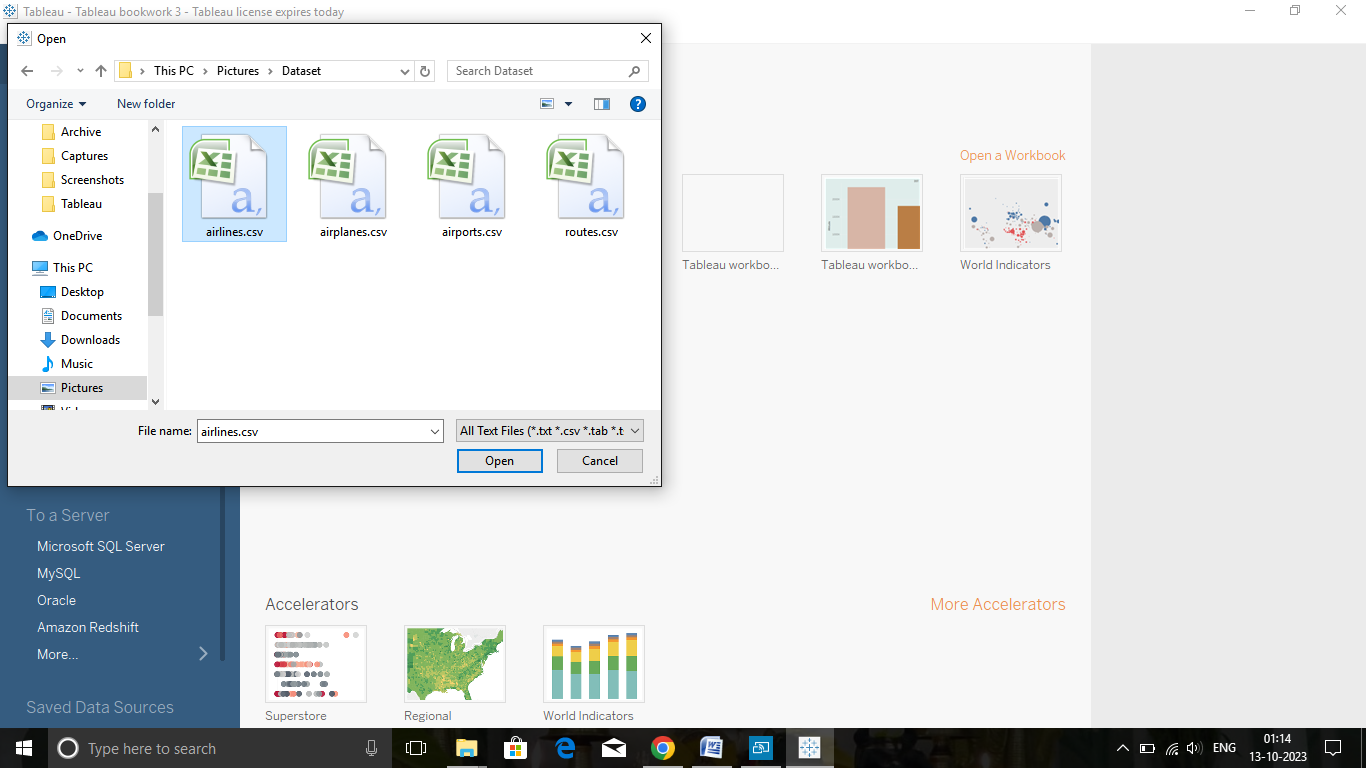 Tableau - Tableau bookwork 3 - Tableau license expires today
Open
This PC
Pictures
Dataset
Search Dataset
Organize
New folder
?
Archive
Captures
Screenshots
Tableau
OneDrive
This PC
Desktop
Documents
Downloads
Music
Pictures
a,
airlines.csv
a,
airplanes.csv
a,
airports.csv
a,
routes.csv
File name:
airlines.csv
All Text Files (*.txt *.csv *.tab *.t
Open
Cancel
Open a Workbook
Tableau workbo...
Tableau workbo...
World Indicators
To a Server
Microsoft SQL Server
MySQL
Oracle
Amazon Redshift
More...
Saved Data Sources
Accelerators
More Accelerators
Superstore
Regional
World Indicators
Type here to search
ENG
01:14
13-10-2023